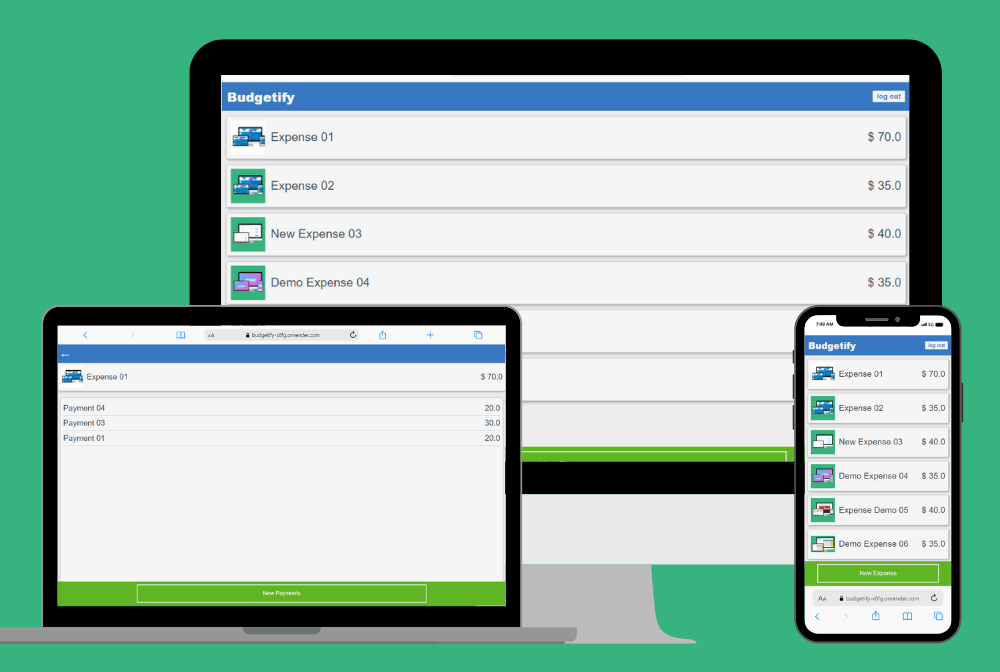 Budgetify
log out
Expense 01 $ 70.0
Expense 02 $ 35.0
New Expense 03 $ 40.0
Demo Expense 04 $ 35.0
AA budgetify-x0fg.onrender.com
Expense 01 $ 70.0
Payment 04 20.0
Payment 03 30.0
Payment 01 20.0
New Payments
7:09 AM 5G
Budgetify log out
Expense 01 $ 70.0
Expense 02 $ 35.0
New Expense 03 $ 40.0
Demo Expense 04 $ 35.0
Expense Demo 05 $ 40.0
Demo Expense 06 $ 35.0
New Expense
AA budgetify-x0fg.onrender.com